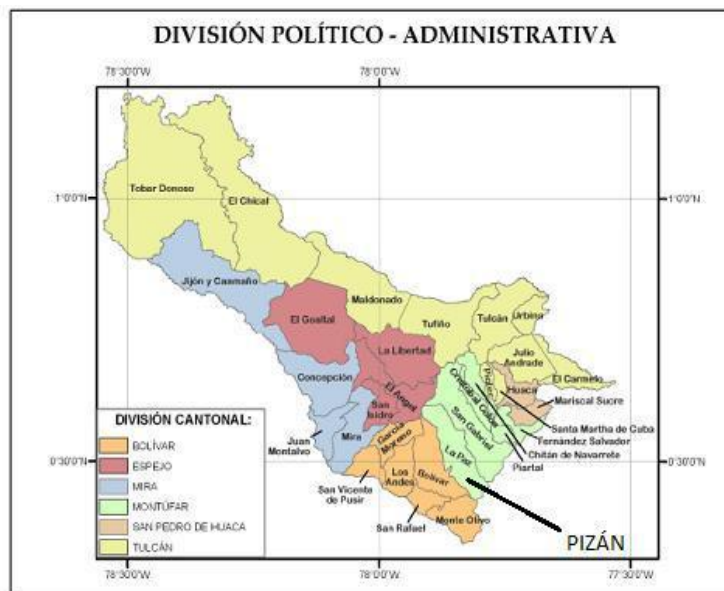 DIVISIÓN POLÍTICO - ADMINISTRATIVA
78°30'0"W
78°0'0"W
1°0'0"N
1°0'0"N
Tobar Donoso
El Chical
Jijón y Caamaño
Maldonado
El Goaltal
Tufiño
Tulcán
Urbina
La Libertad
Julio
Andrade
El Carmelo
Concepción
Cristobal Colón
Pioter
Huaca
Mariscal Sucre
El Angel
San
Isidro
San Gabriel
Santa Martha de Cuba
Fernández Salvador
Chitán de Navarrete
Piartal
Juan
Montalvo
Mira
García
Moreno
La Paz
0°30'0"N
0°30'0"N
San Vicente
de Pusir
Los
Andes
Bolívar
San Rafael
Monte Olivo
PIZÁN
DIVISIÓN CANTONAL:
BOLÍVAR
ESPEJO
MIRA
MONTÚFAR
SAN PEDRO DE HUACA
TULCÁN
78°30'0"W
78°0'0"W
77°30'0"W